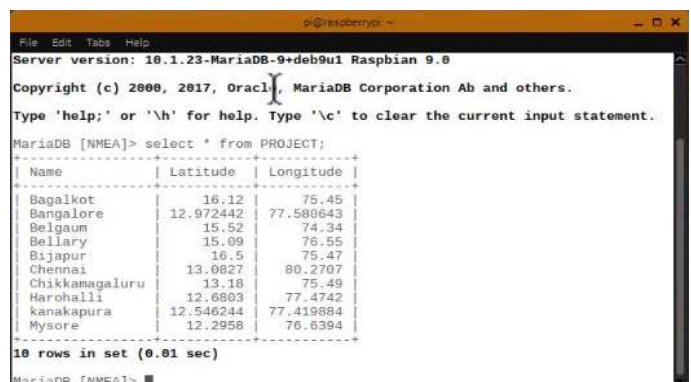 pi@raspberrypi: ~
File Edit Tabs Help
Server version: 10.1.23-MariaDB-9+deb9u1 Raspbian 9.0
Copyright (c) 2000, 2017, Oracle, MariaDB Corporation Ab and others.
Type 'help;' or '\h' for help. Type '\c' to clear the current input statement.
MariaDB [NMEA]> select * from PROJECT;
+---------------+-----------+-----------+
| Name | Latitude | Longitude |
+---------------+-----------+-----------+
| Bagalkot | 16.12 | 75.45 |
| Bangalore | 12.972442 | 77.580643 |
| Belgaum | 15.52 | 74.34 |
| Bellary | 15.09 | 76.55 |
| Bijapur | 16.5 | 75.47 |
| Chennai | 13.0827 | 80.2707 |
| Chikkamagaluru | 13.18 | 75.49 |
| Harohalli | 12.6803 | 77.4742 |
| kanakapura | 12.546244 | 77.419884 |
| Mysore | 12.2958 | 76.6394 |
+---------------+-----------+-----------+
10 rows in set (0.01 sec)
MariaDB [NMEA]>